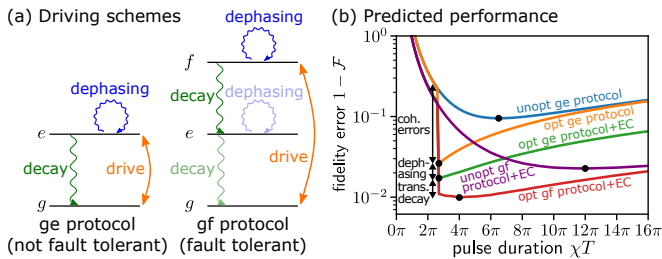 (a) Driving schemes
dephasing
f
dephasing
decay
dephasing
e
e
decay
drive
decay
drive
g
g
ge protocol
(not fault tolerant)
gf protocol
(fault tolerant)
(b) Predicted performance
fidelity error 1 − 𝓕
10⁰
10⁻¹
10⁻²
coh.
errors
deph-
asing
trans.
decay
unopt ge protocol
opt ge protocol
opt ge protocol+EC
unopt gf
protocol+EC
opt gf protocol+EC
0π 2π 4π 6π 8π 10π 12π 14π 16π
pulse duration χT